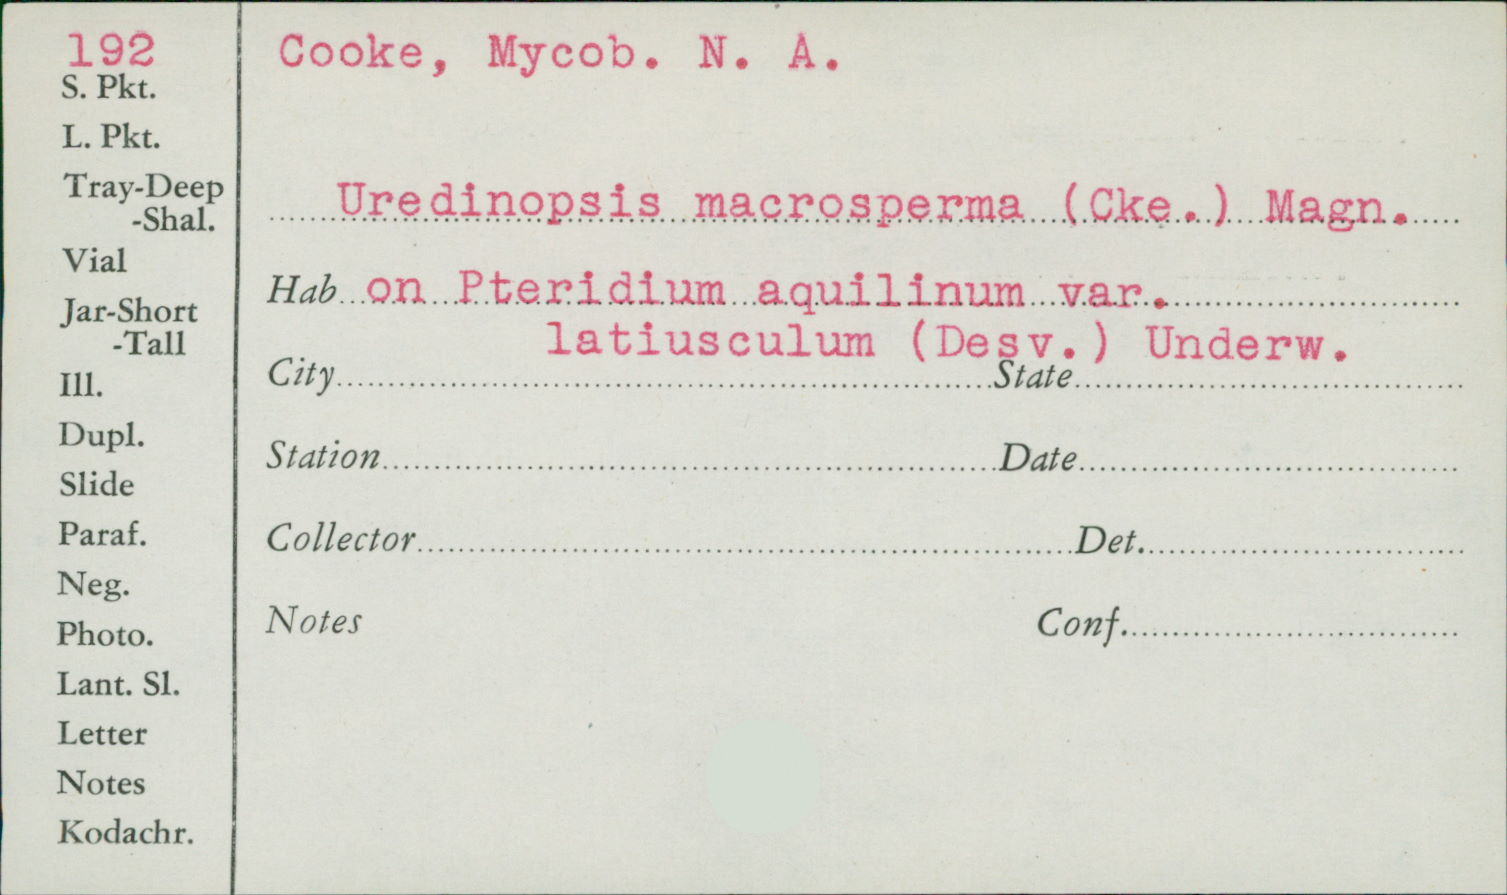 192
S. Pkt.
L. Pkt.
Tray-Deep
-Shal.
Vial
Jar-Short
-Tall
Ill.
Dupl.
Slide
Paraf.
Neg.
Photo.
Lant. Sl.
Letter
Notes
Kodachr.
Cooke, Mycob. N. A.
Uredinopsis macrosperma (Cke.) Magn.
Hab on Pteridium aquilinum var.
latiusculum (Desv.) Underw.
City State
Station Date
Collector Det.
Notes Conf.